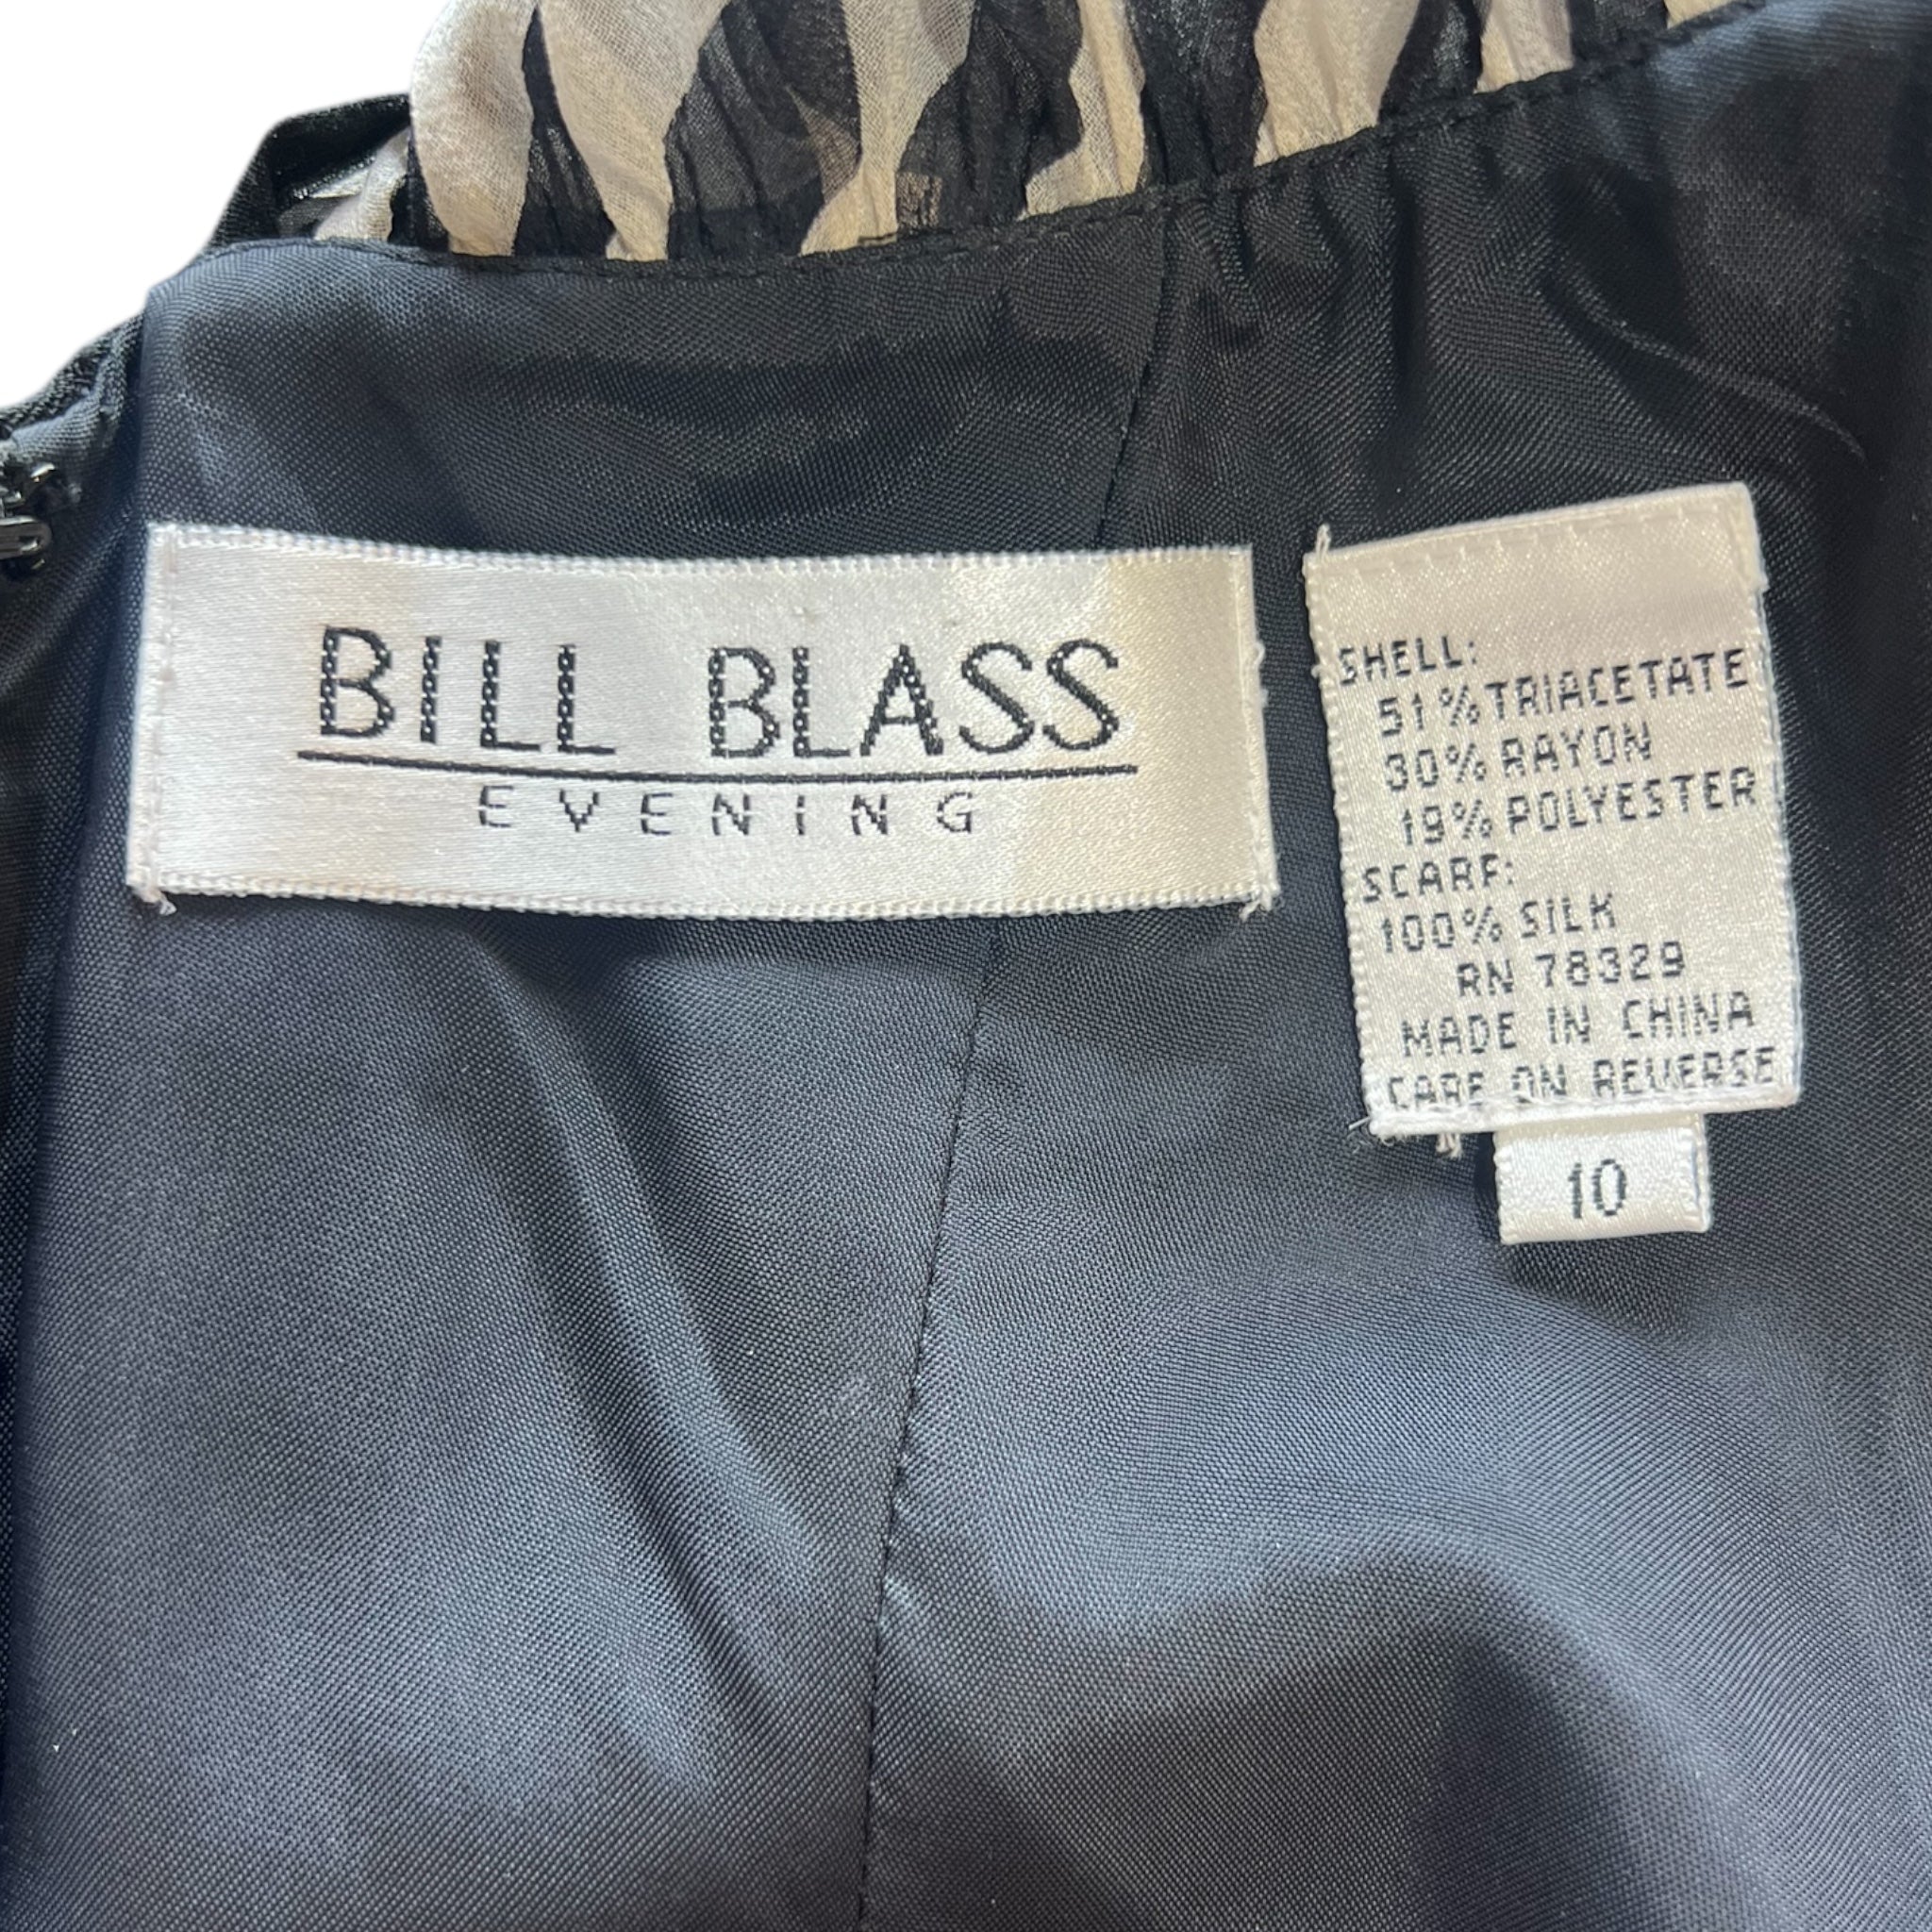 BILL BLASS
EVENING
SHELL:
51% TRIACETATE
30% RAYON
19% POLYESTER
SCARF:
100% SILK
RN 78329
MADE IN CHINA
CARE ON REVERSE
10